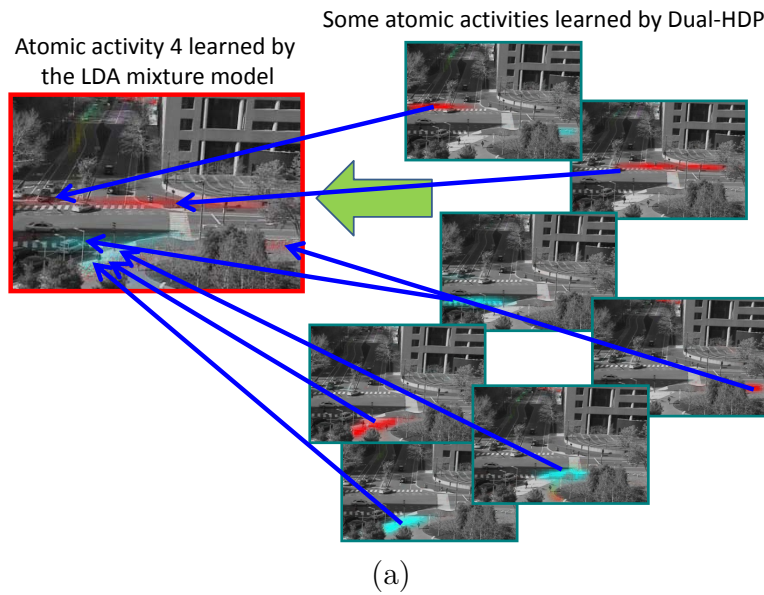 Some atomic activities learned by Dual-HDP
Atomic activity 4 learned by
the LDA mixture model
(a)